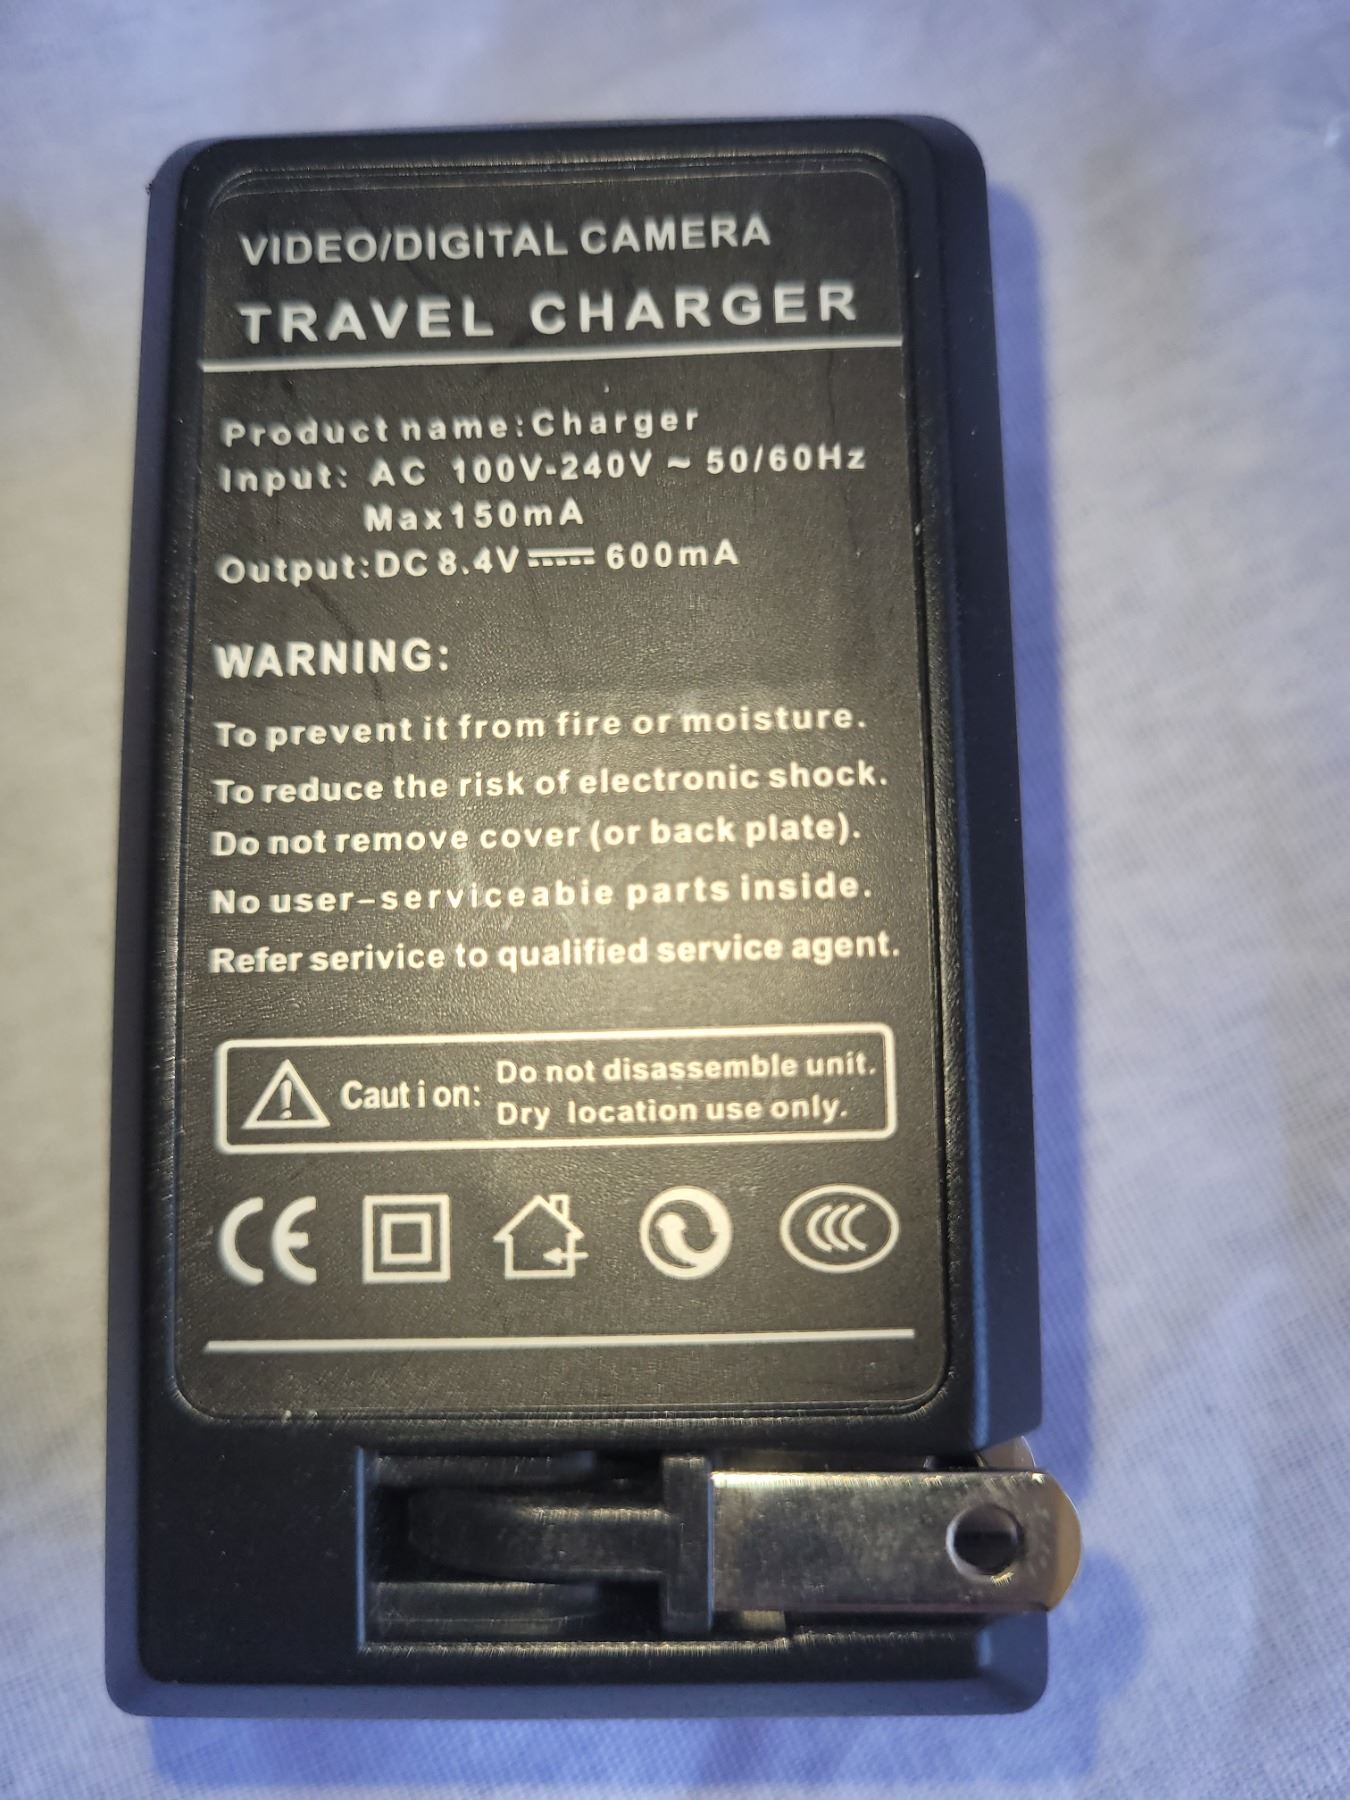 VIDEO/DIGITAL CAMERA
TRAVEL CHARGER
Product name:Charger
Input: AC 100V-240V ~ 50/60Hz
Max150mA
Output:DC 8.4V⎓600mA
WARNING:
To prevent it from fire or moisture.
To reduce the risk of electronic shock.
Do not remove cover (or back plate).
No user-serviceabie parts inside.
Refer serivice to qualified service agent.
Caution: Do not disassemble unit.
Dry location use only.
CE
CCC